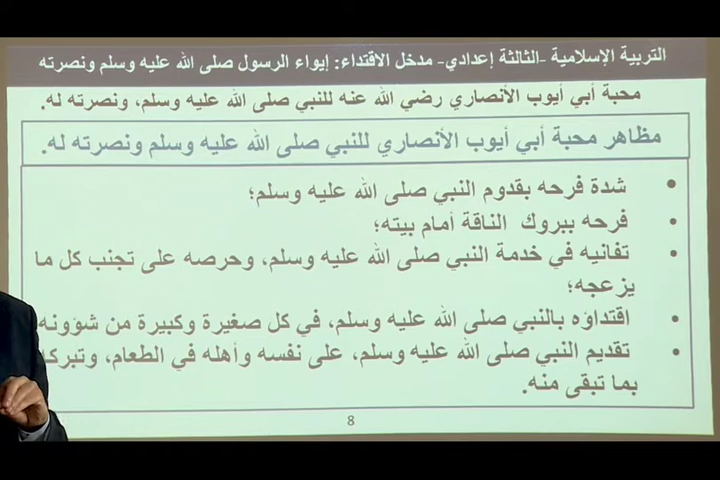 التربية الإسلامية -الثالثة إعدادي- مدخل الاقتداء: إيواء الرسول صلى الله عليه وسلم ونصرته
محبة أبي أيوب الأنصاري رضي الله عنه للنبي صلى الله عليه وسلم، ونصرته له.
مظاهر محبة أبي أيوب الأنصاري للنبي صلى الله عليه وسلم ونصرته له.
• شدة فرحه بقدوم النبي صلى الله عليه وسلم؛
• فرحه ببروك الناقة أمام بيته؛
• تفانيه في خدمة النبي صلى الله عليه وسلم، وحرصه على تجنب كل ما
يزعجه؛
• اقتداؤه بالنبي صلى الله عليه وسلم، في كل صغيرة وكبيرة من شؤونه
• تقديم النبي صلى الله عليه وسلم، على نفسه وأهله في الطعام، وتبركا
بما تبقى منه.
8